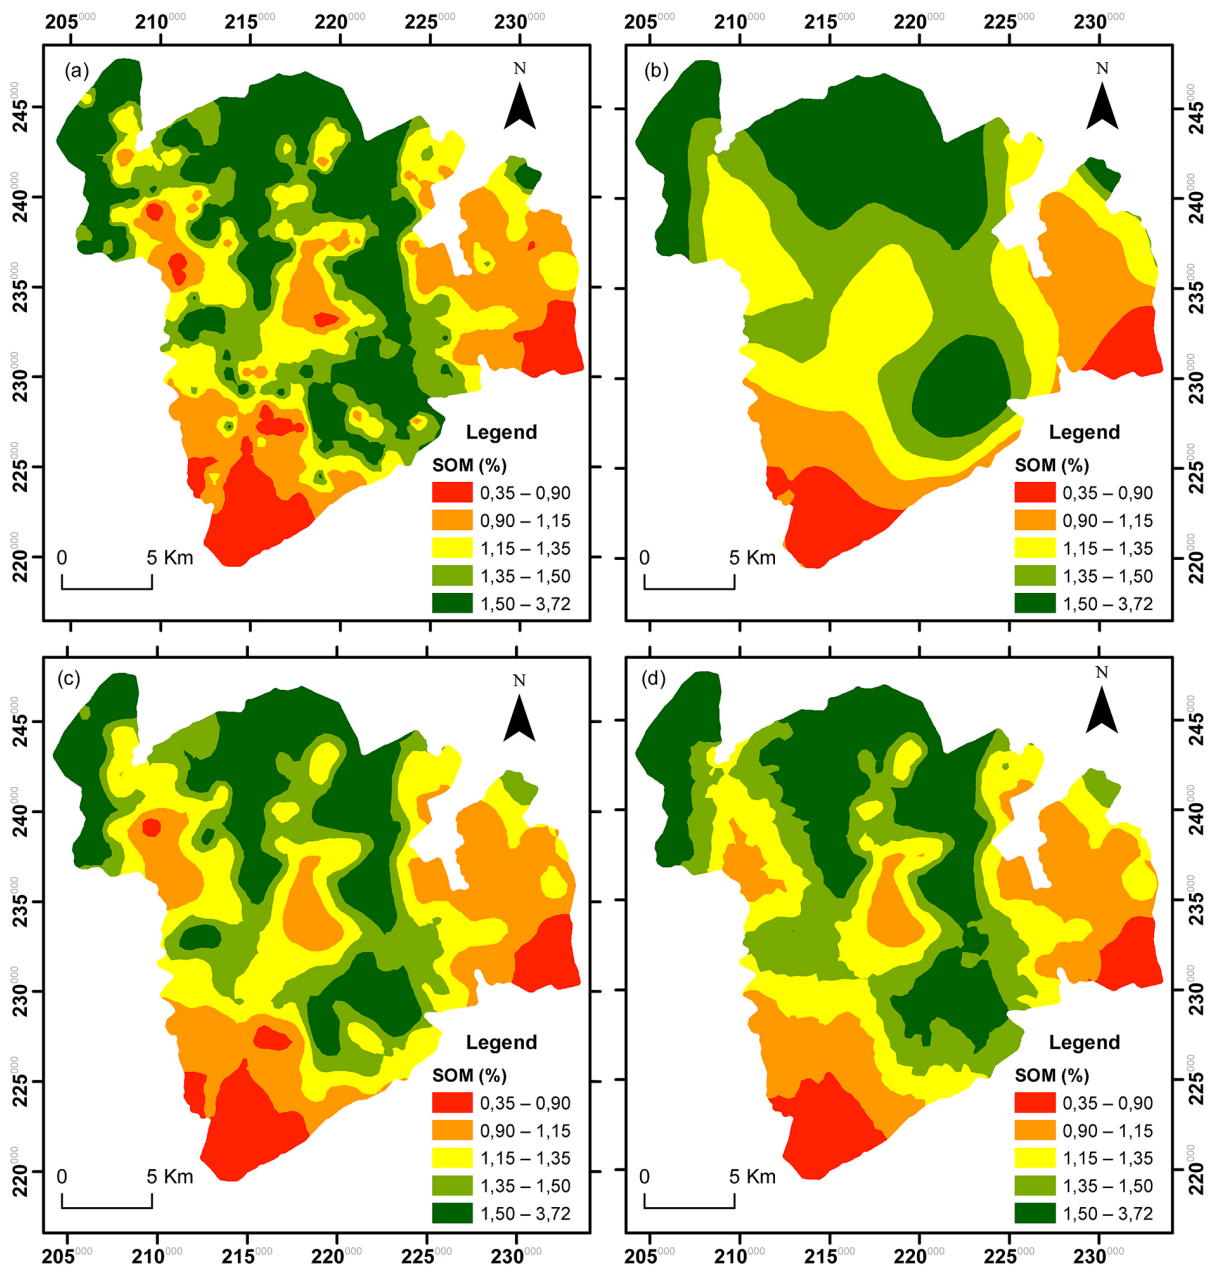 205000 210000 215000 220000 225000 230000 205000 210000 215000 220000 225000 230000
(a)
N
245000
240000
235000
230000
225000
220000
Legend
SOM (%)
0,35 – 0,90
0,90 – 1,15
1,15 – 1,35
1,35 – 1,50
1,50 – 3,72
0 5 Km
(b)
N
245000
240000
235000
230000
225000
220000
Legend
SOM (%)
0,35 – 0,90
0,90 – 1,15
1,15 – 1,35
1,35 – 1,50
1,50 – 3,72
0 5 Km
(c)
N
245000
240000
235000
230000
225000
220000
Legend
SOM (%)
0,35 – 0,90
0,90 – 1,15
1,15 – 1,35
1,35 – 1,50
1,50 – 3,72
0 5 Km
(d)
N
245000
240000
235000
230000
225000
220000
Legend
SOM (%)
0,35 – 0,90
0,90 – 1,15
1,15 – 1,35
1,35 – 1,50
1,50 – 3,72
0 5 Km
205000 210000 215000 220000 225000 230000 205000 210000 215000 220000 225000 230000